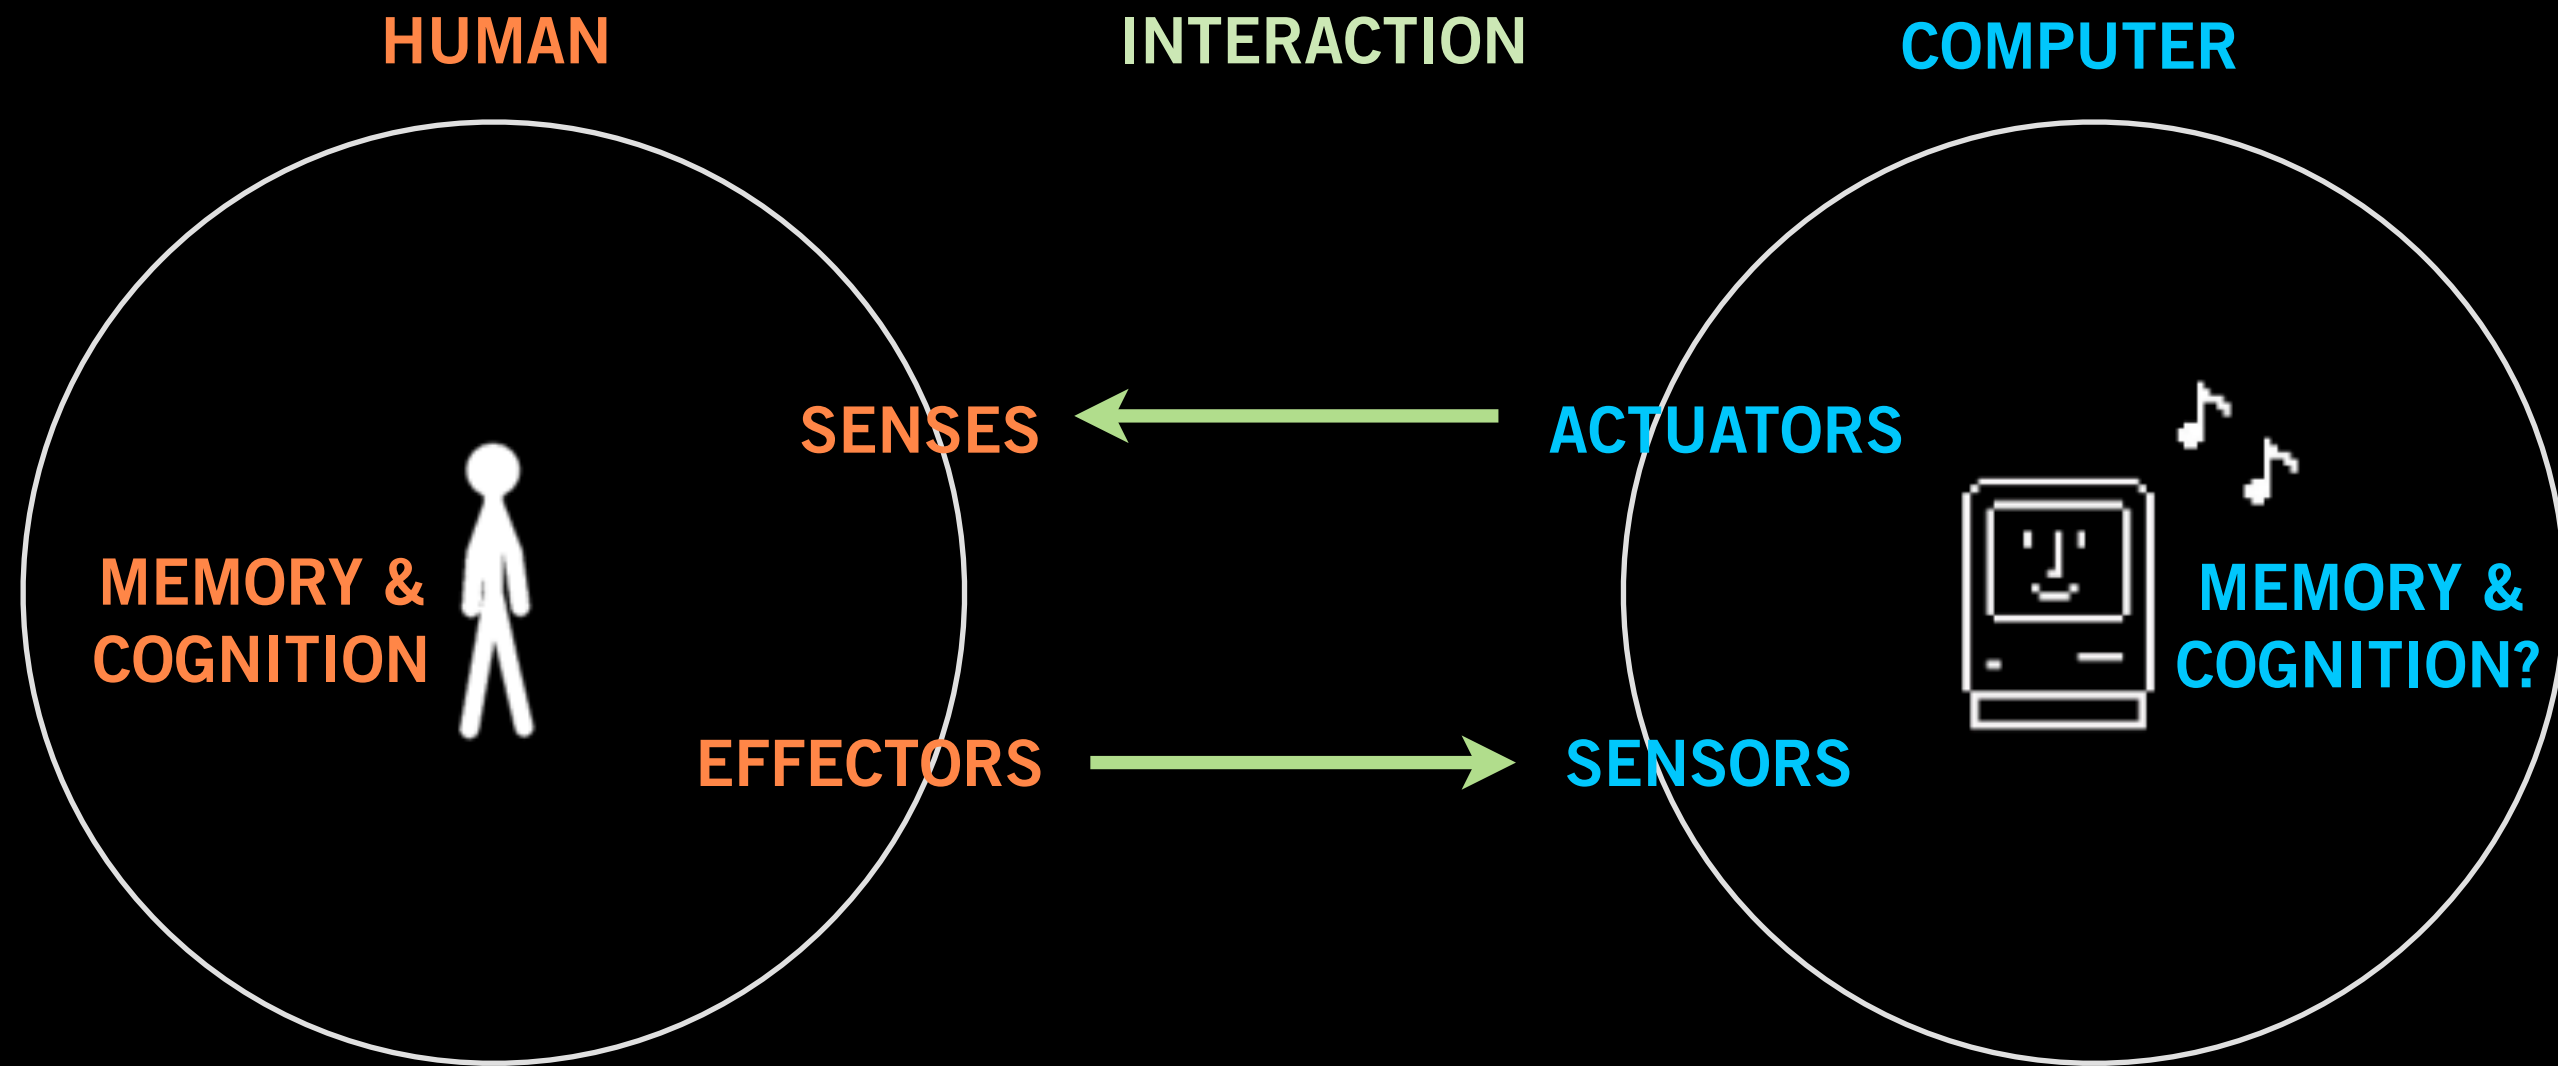 HUMAN
INTERACTION
COMPUTER
SENSES
ACTUATORS
MEMORY &
COGNITION
MEMORY &
COGNITION?
EFFECTORS
SENSORS